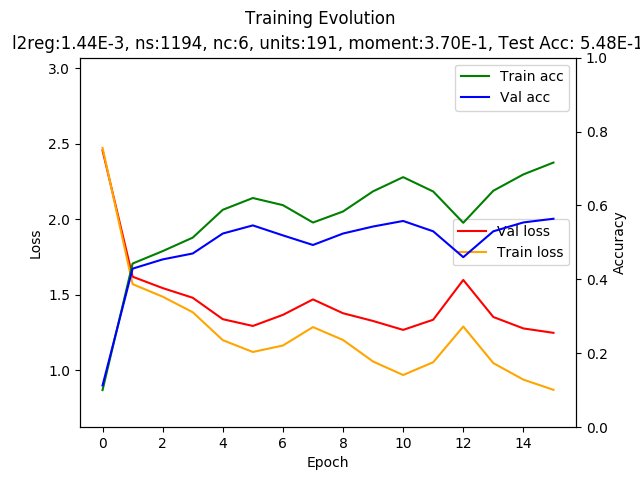 Training Evolution
l2reg:1.44E-3, ns:1194, nc:6, units:191, moment:3.70E-1, Test Acc: 5.48E-1
Train acc
Val acc
Val loss
Train loss
Loss
3.0
2.5
2.0
1.5
1.0
Accuracy
1.0
0.8
0.6
0.4
0.2
0.0
0 2 4 6 8 10 12 14
Epoch